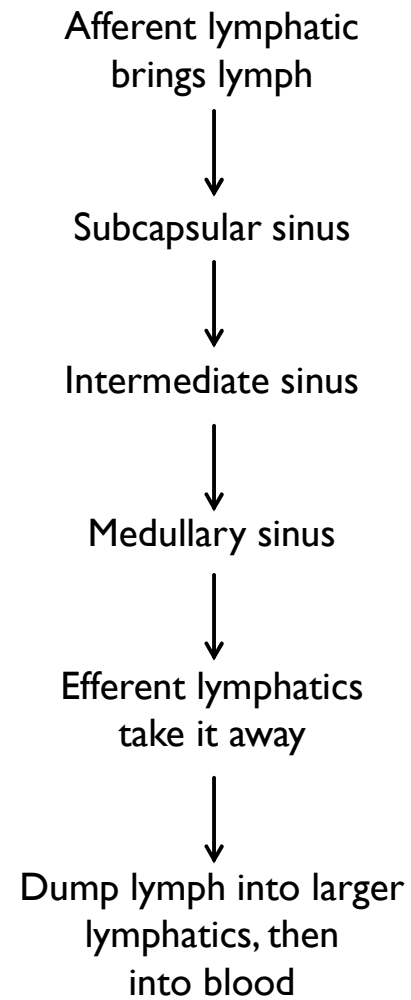 Afferent lymphatic
brings lymph
Subcapsular sinus
Intermediate sinus
Medullary sinus
Efferent lymphatics
take it away
Dump lymph into larger
lymphatics, then
into blood